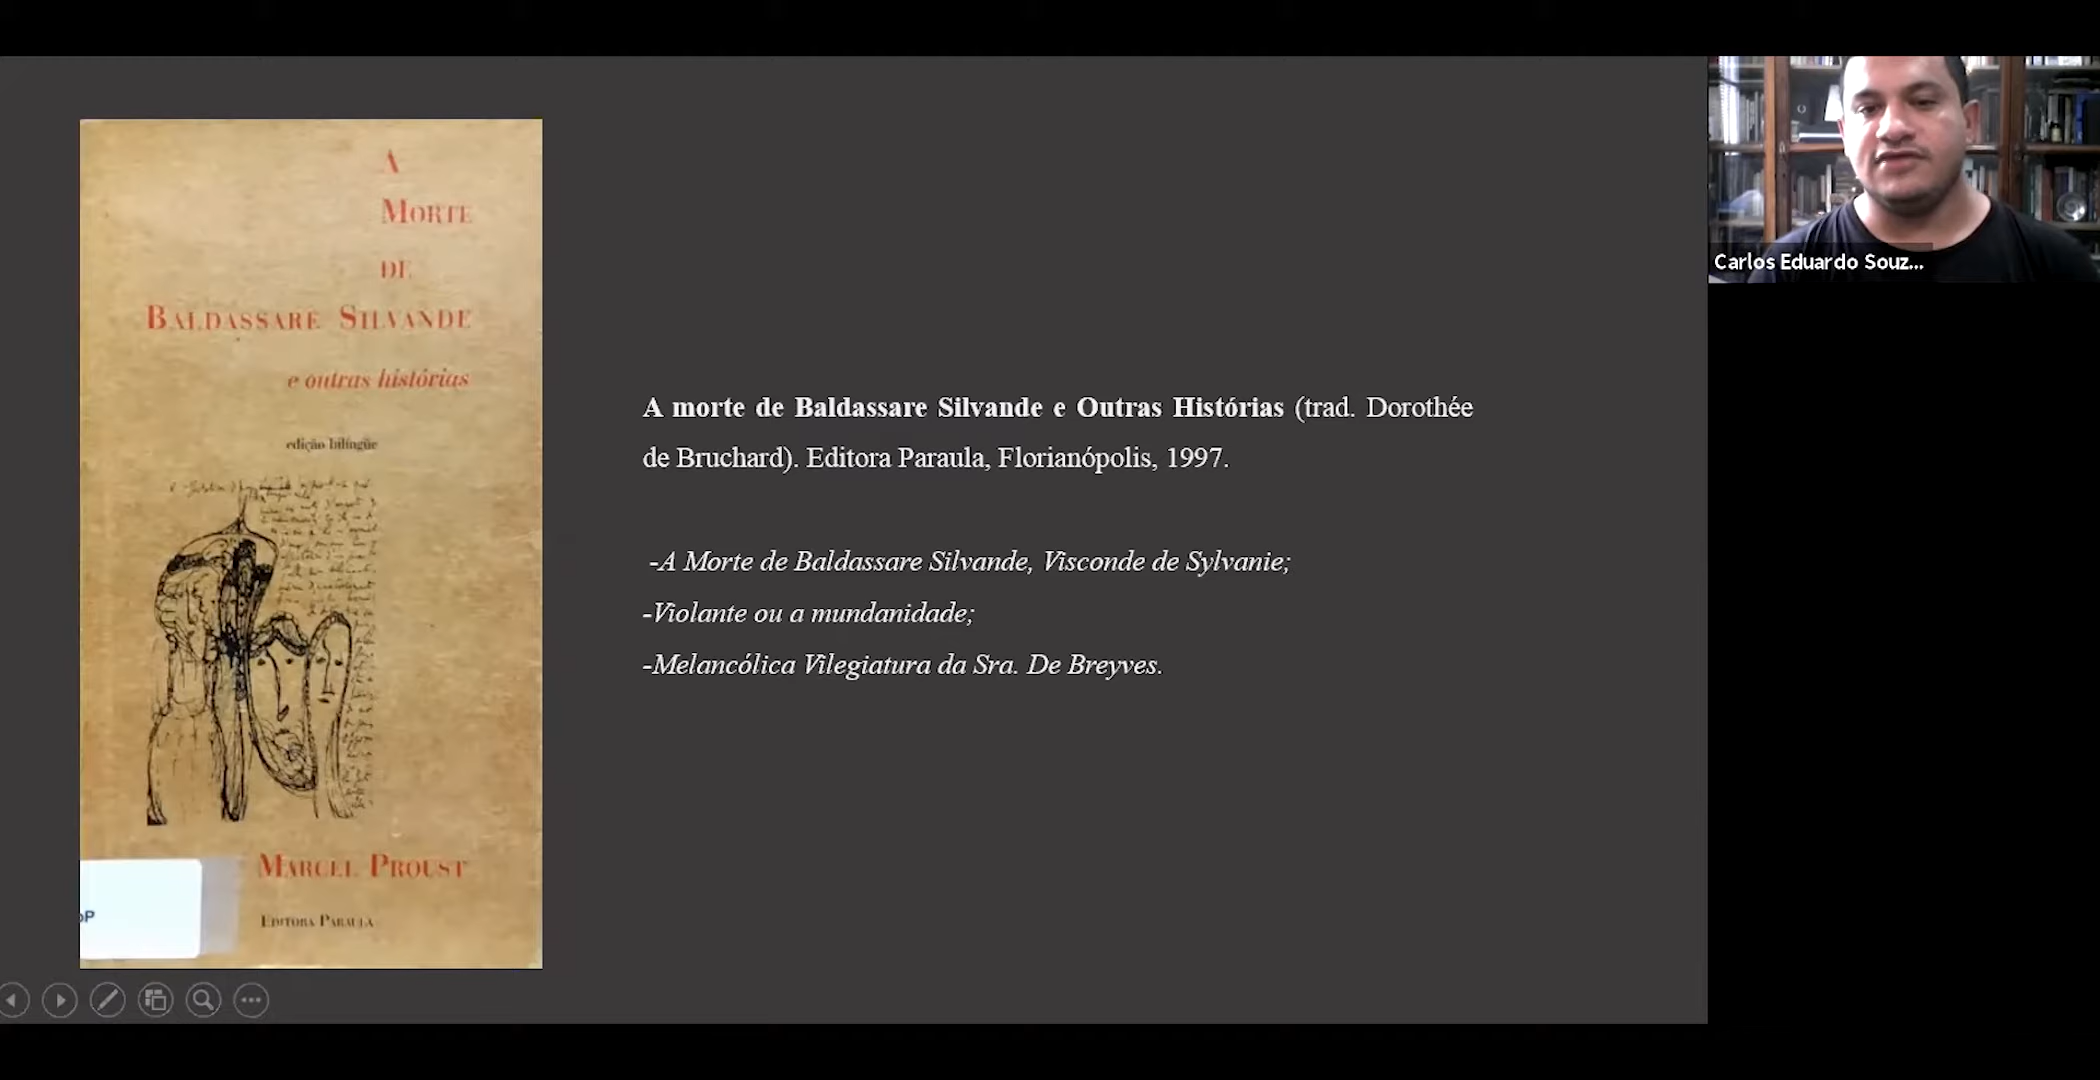 A
MORTE
DE
BALDASSARE SILVANDE
e outras histórias
edição bilíngüe
MARCEL PROUST
EDITORA PARAULA
oP
A morte de Baldassare Silvande e Outras Histórias (trad. Dorothée
de Bruchard). Editora Paraula, Florianópolis, 1997.
-A Morte de Baldassare Silvande, Visconde de Sylvanie;
-Violante ou a mundanidade;
-Melancólica Vilegiatura da Sra. De Breyves.
Carlos Eduardo Souz...